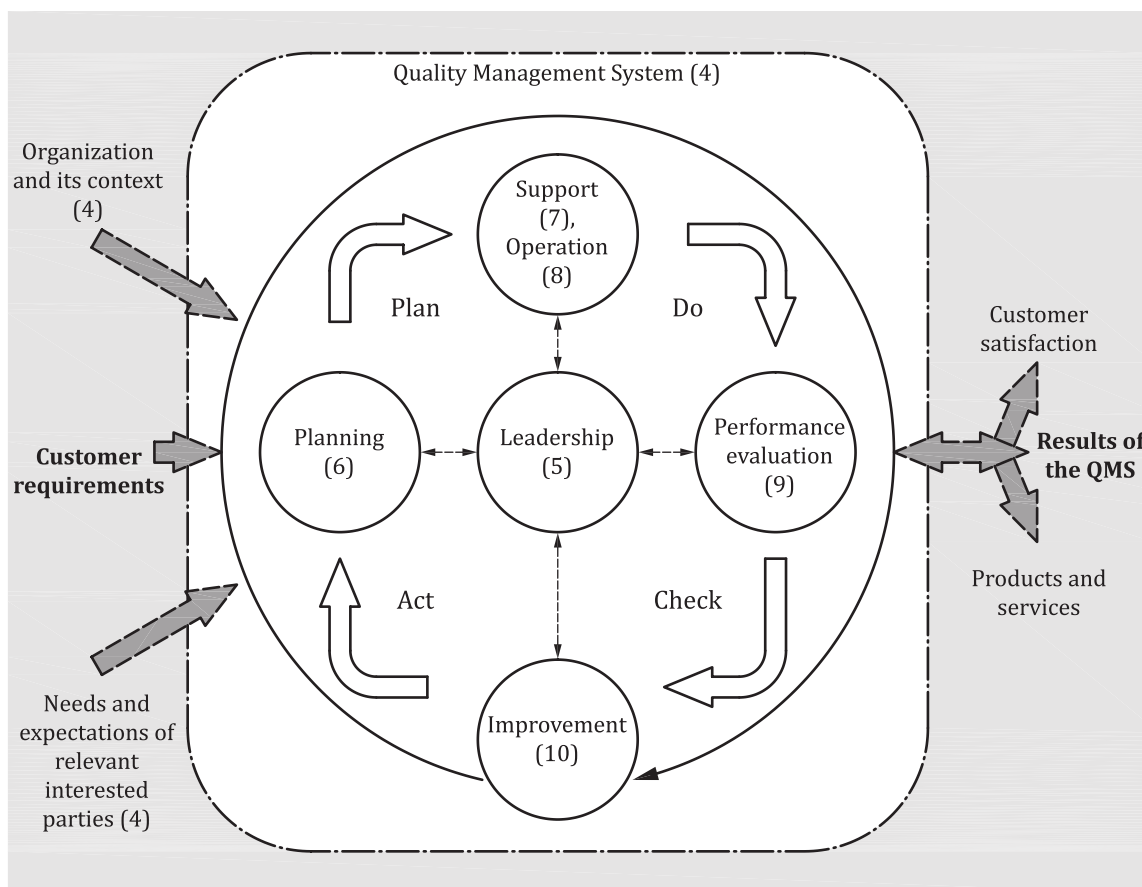 Quality Management System (4)
Organization
and its context
(4)
Support
(7),
Operation
(8)
Plan
Do
Customer
satisfaction
Planning
(6)
Leadership
(5)
Performance
evaluation
(9)
Customer
requirements
Results of
the QMS
Act
Check
Products and
services
Needs and
expectations of
relevant
interested
parties (4)
Improvement
(10)